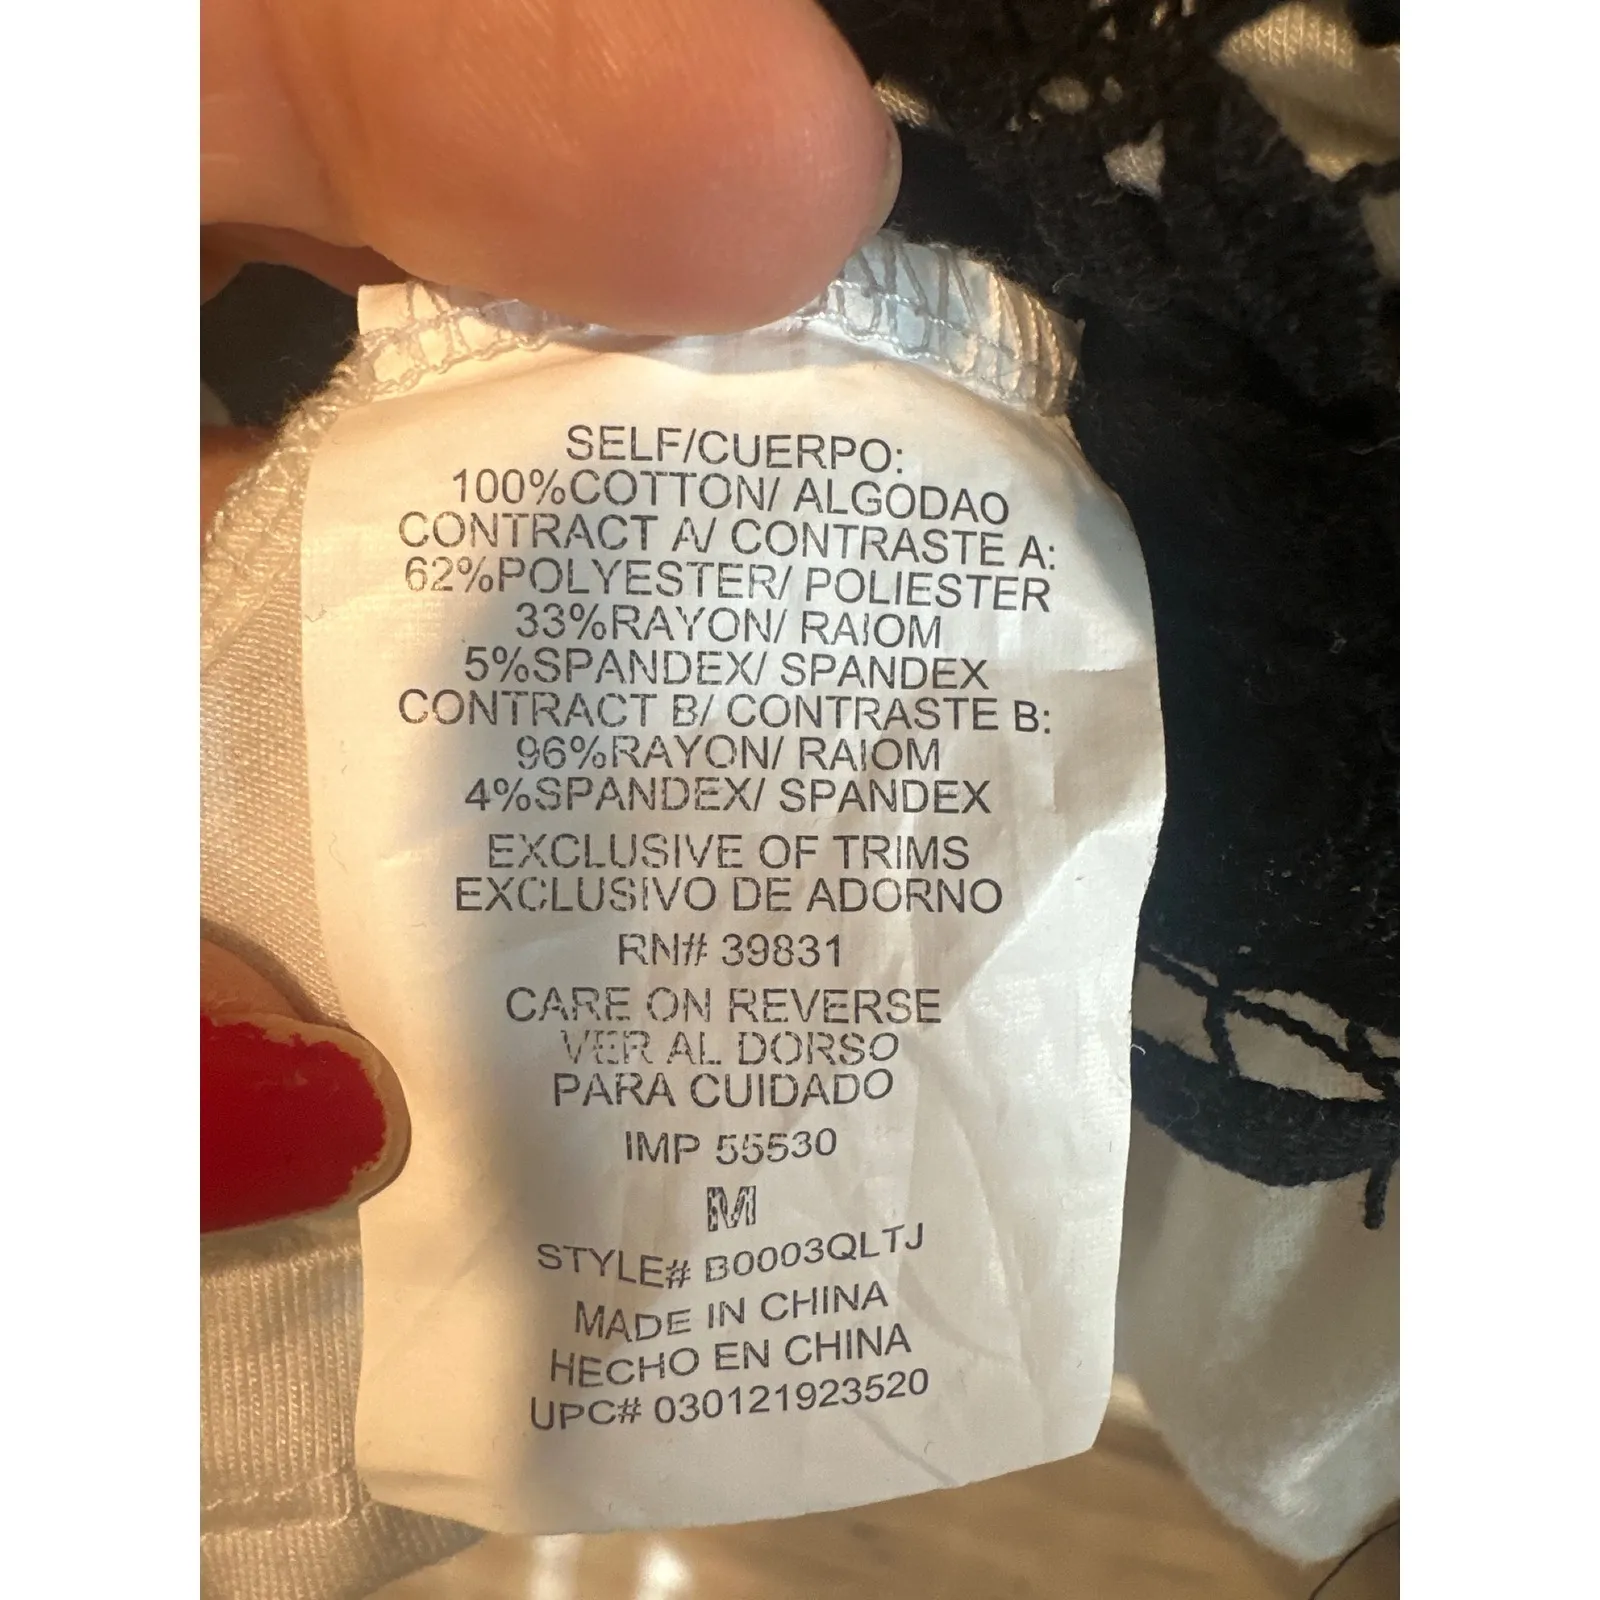 SELF/CUERPO:
100%COTTON/ ALGODAO
CONTRACT A/ CONTRASTE A:
62%POLYESTER/ POLIESTER
33%RAYON/ RAIOM
5%SPANDEX/ SPANDEX
CONTRACT B/ CONTRASTE B:
96%RAYON/ RAIOM
4%SPANDEX/ SPANDEX
EXCLUSIVE OF TRIMS
EXCLUSIVO DE ADORNO
RN# 39831
CARE ON REVERSE
VER AL DORSO
PARA CUIDADO
IMP 55530
M
STYLE# B0003QLTJ
MADE IN CHINA
HECHO EN CHINA
UPC# 030121923520